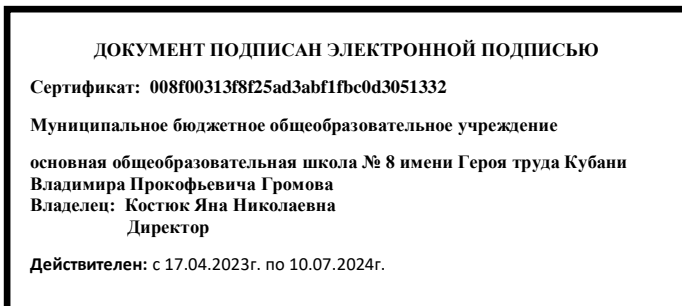 ДОКУМЕНТ ПОДПИСАН ЭЛЕКТРОННОЙ ПОДПИСЬЮ
Сертификат: 008f00313f8f25ad3abf1fbc0d3051332
Муниципальное бюджетное общеобразовательное учреждение
основная общеобразовательная школа № 8 имени Героя труда Кубани
Владимира Прокофьевича Громова
Владелец: Костюк Яна Николаевна
Директор
Действителен: с 17.04.2023г. по 10.07.2024г.